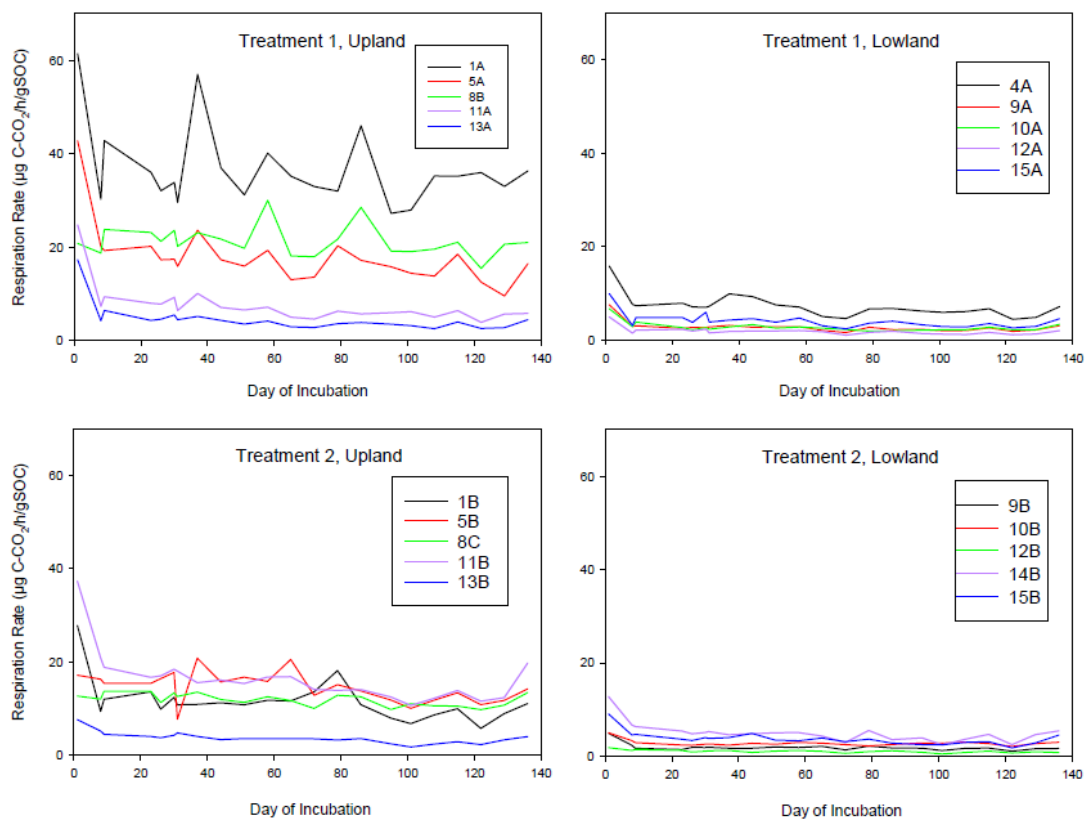 Treatment 1, Upland
1A
5A
8B
11A
13A
Respiration Rate (µg C-CO₂/h/gSOC)
60
40
20
0
0 20 40 60 80 100 120 140
Day of Incubation
Treatment 1, Lowland
4A
9A
10A
12A
15A
60
40
20
0
0 20 40 60 80 100 120 140
Day of Incubation
Treatment 2, Upland
1B
5B
8C
11B
13B
Respiration Rate (µg C-CO₂/h/gSOC)
60
40
20
0
0 20 40 60 80 100 120 140
Day of Incubation
Treatment 2, Lowland
9B
10B
12B
14B
15B
60
40
20
0
0 20 40 60 80 100 120 140
Day of Incubation